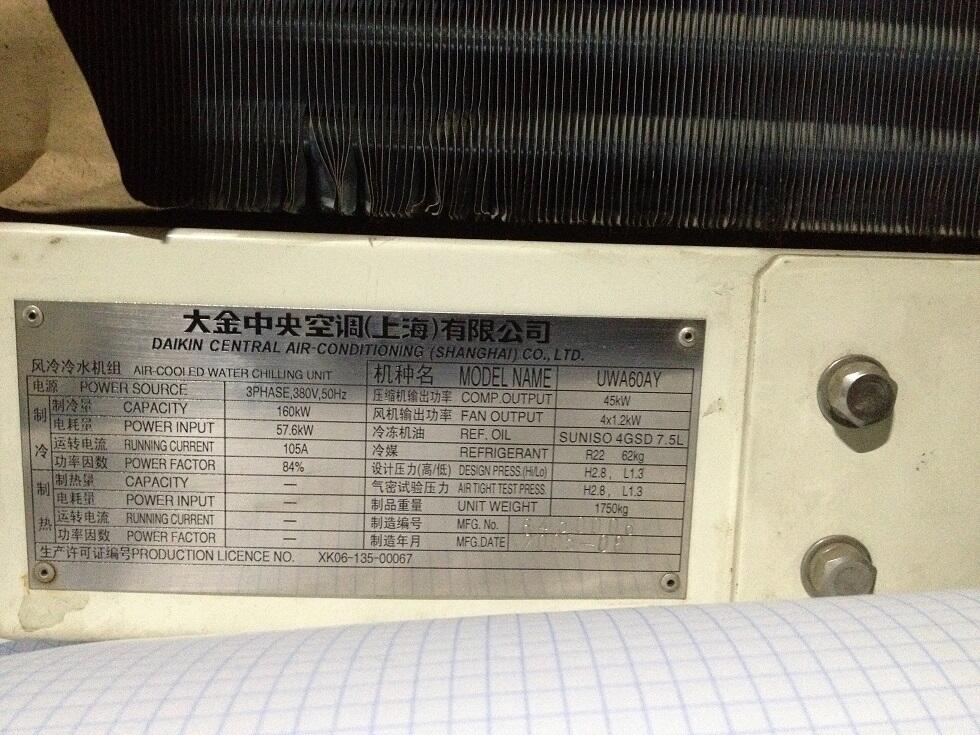 大金中央空调(上海)有限公司
DAIKIN CENTRAL AIR-CONDITIONING (SHANGHAI) CO., LTD.
风冷冷水机组 AIR-COOLED WATER CHILLING UNIT 机种名 MODEL NAME UWA60AY
电源 POWER SOURCE 3PHASE,380V,50Hz 压缩机输出功率 COMP.OUTPUT 45kW
制冷 制冷量 CAPACITY 160kW 风机输出功率 FAN OUTPUT 4x1.2kW
电耗量 POWER INPUT 57.6kW 冷冻机油 REF. OIL SUNISO 4GSD 7.5L
运转电流 RUNNING CURRENT 105A 冷媒 REFRIGERANT R22 62kg
功率因数 POWER FACTOR 84% 设计压力(高/低) DESIGN PRESS.(Hi/Lo) H2.8, L1.3
制热 制热量 CAPACITY — 气密试验压力 AIR TIGHT TEST PRESS. H2.8, L1.3
电耗量 POWER INPUT — 制品重量 UNIT WEIGHT 1750kg
运转电流 RUNNING CURRENT — 制造编号 MFG. No.
功率因数 POWER FACTOR — 制造年月 MFG.DATE
生产许可证编号PRODUCTION LICENCE NO. XK06-135-00067